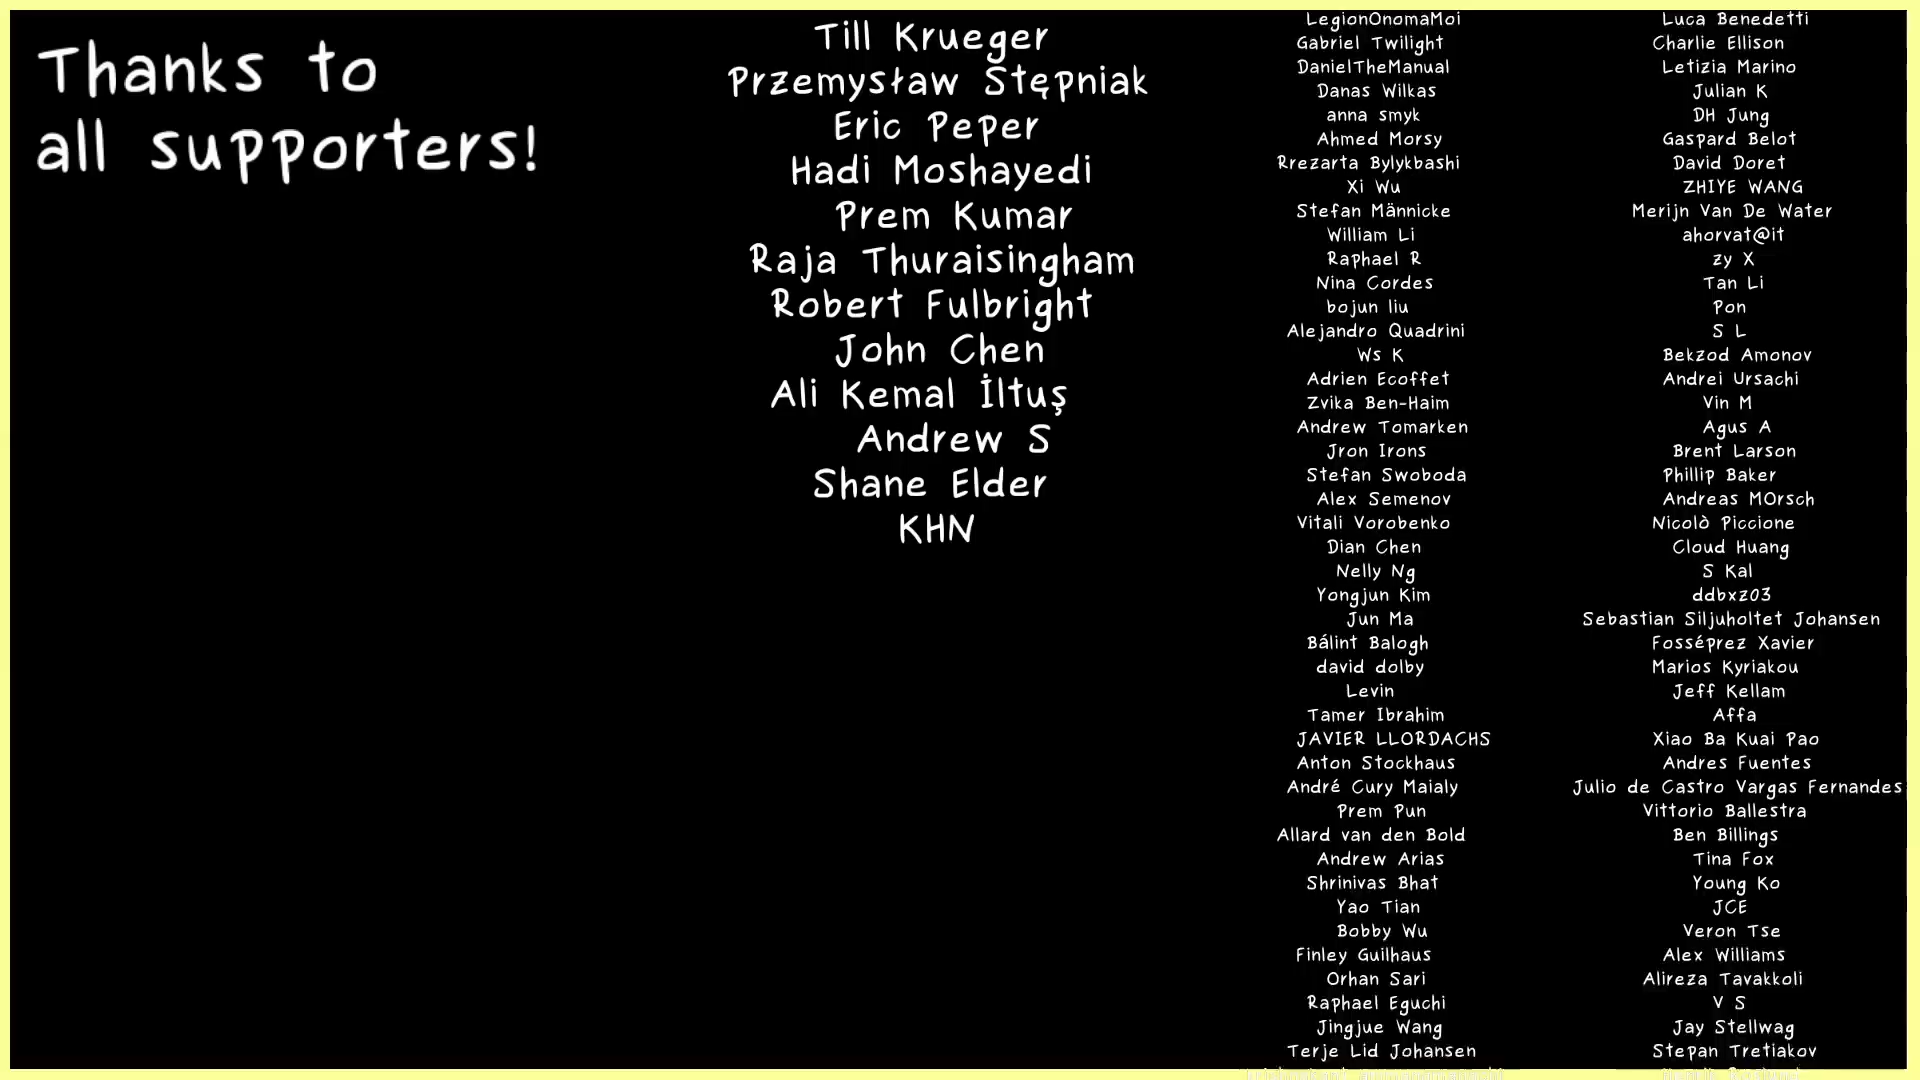 Thanks to
all supporters!
Till Krueger
Przemysław Stępniak
Eric Peper
Hadi Moshayedi
Prem Kumar
Raja Thuraisingham
Robert Fulbright
John Chen
Ali Kemal İltuş
Andrew S
Shane Elder
KHN
LegionOnomaMoi
Gabriel Twilight
DanielTheManual
Danas Wilkas
anna smyk
Ahmed Morsy
Rrezarta Bylykbashi
Xi Wu
Stefan Männicke
William Li
Raphael R
Nina Cordes
bojun liu
Alejandro Quadrini
Ws K
Adrien Ecoffet
Zvika Ben-Haim
Andrew Tomarken
Jron Irons
Stefan Swoboda
Alex Semenov
Vitali Vorobenko
Dian Chen
Nelly Ng
Yongjun Kim
Jun Ma
Bálint Balogh
david dolby
Levin
Tamer Ibrahim
JAVIER LLORDACHS
Anton Stockhaus
André Cury Maialy
Prem Pun
Allard van den Bold
Andrew Arias
Shrinivas Bhat
Yao Tian
Bobby Wu
Finley Guilhaus
Orhan Sari
Raphael Eguchi
Jingjue Wang
Terje Lid Johansen
Luca Benedetti
Charlie Ellison
Letizia Marino
Julian K
DH Jung
Gaspard Belot
David Doret
ZHIYE WANG
Merijn Van De Water
ahorvat@it
zy X
Tan Li
Pon
S L
Bekzod Amonov
Andrei Ursachi
Vin M
Agus A
Brent Larson
Phillip Baker
Andreas MOrsch
Nicolò Piccione
Cloud Huang
S Kal
ddbxz03
Sebastian Siljuholtet Johansen
Fosséprez Xavier
Marios Kyriakou
Jeff Kellam
Affa
Xiao Ba Kuai Pao
Andres Fuentes
Julio de Castro Vargas Fernandes
Vittorio Ballestra
Ben Billings
Tina Fox
Young Ko
JCE
Veron Tse
Alex Williams
Alireza Tavakkoli
V S
Jay Stellwag
Stepan Tretiakov